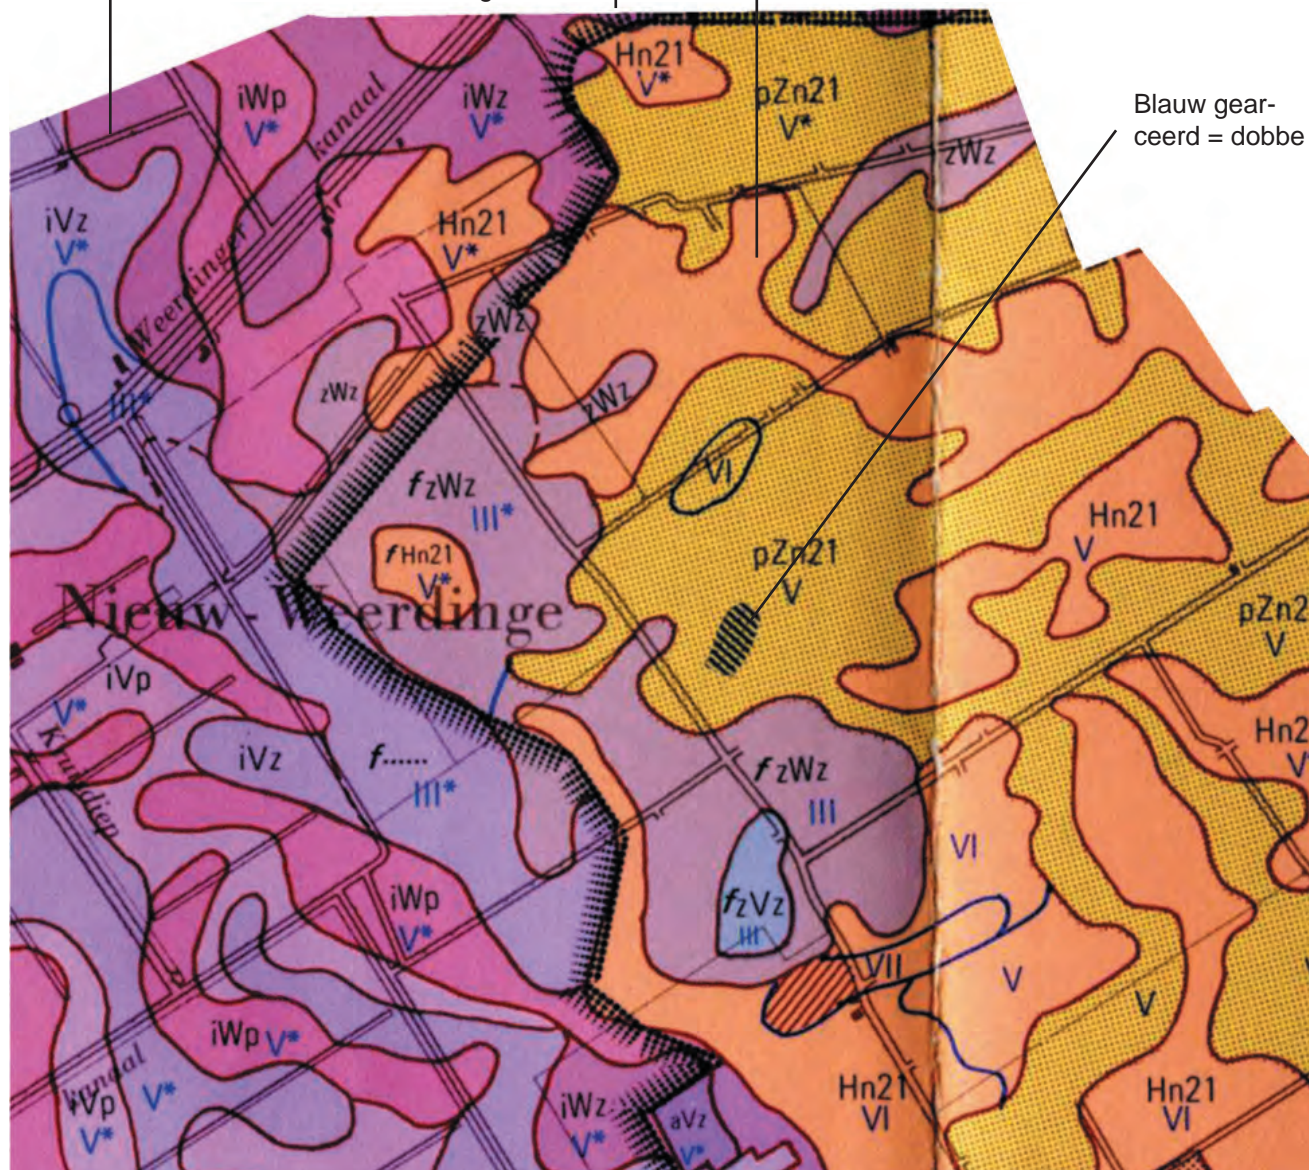 Hn21
V*
iWp
V*
iWz
V*
pZn21
V*
Blauw gear-
ceerd = dobbe
kanaal
zWz
iVz
V*
Hn21
V*
Weerdinger
zWz
zWz
zWz
III*
VI
fzWz
III*
Hn21
V
fHn21
V*
pZn21
V
Nieuw-Weerdinge
pZn2
V
iVp
V*
Kruisdiep
iVz
f......
III*
Hn2
V
fzWz
III
VI
iWp
V*
fzVz
III
VII
V
V
iWp V*
kanaal
iVp
V*
V*
iWz
V*
aVz
V*
Hn21
VI
Hn21
VI